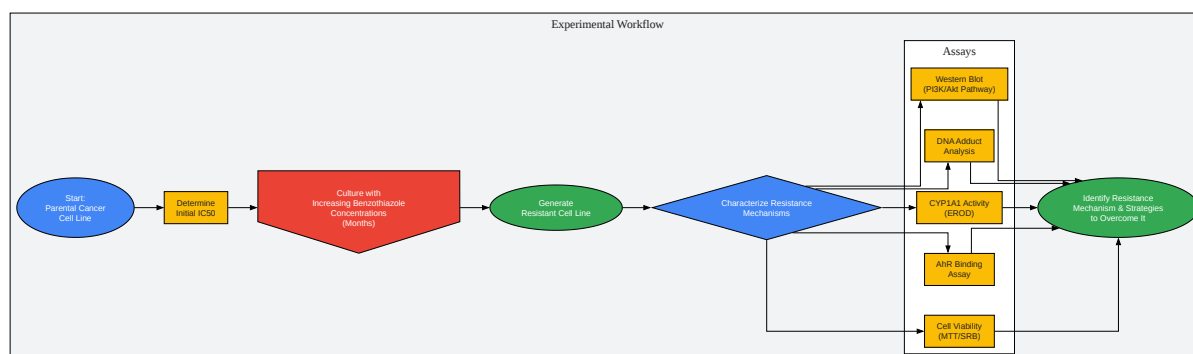 Experimental Workflow
Start:
Parental Cancer
Cell Line
Determine
Initial IC50
Culture with
Increasing Benzothiazole
Concentrations
(Months)
Generate
Resistant Cell Line
Characterize Resistance
Mechanisms
Assays
Western Blot
(PI3K/Akt Pathway)
DNA Adduct
Analysis
CYP1A1 Activity
(EROD)
AhR Binding
Assay
Cell Viability
(MTT/SRB)
Identify Resistance
Mechanism & Strategies
to Overcome It